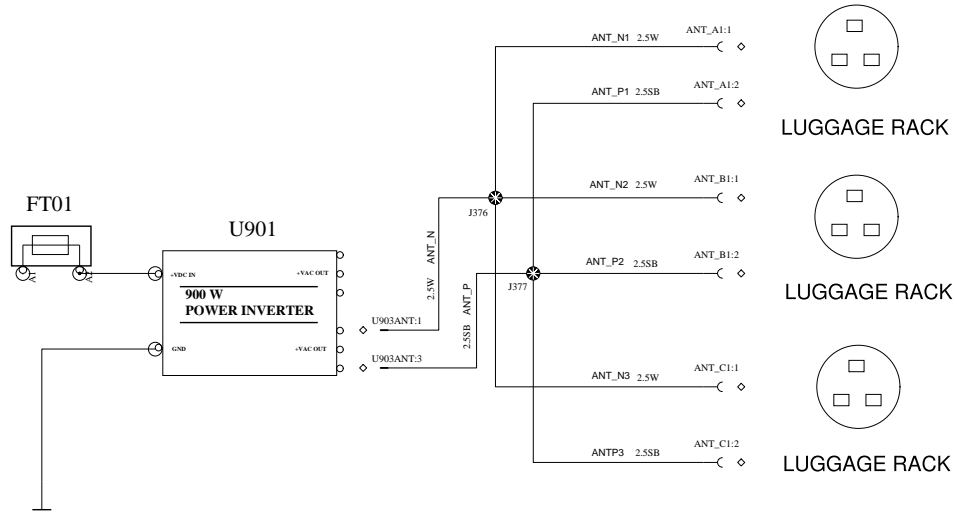 ANT_N1 2.5W ANT_A1:1
ANT_P1 2.5SB ANT_A1:2
LUGGAGE RACK
ANT_N2 2.5W ANT_B1:1
J376
FT01
U901
A1
A2
+VDC IN
+VAC OUT
900 W
POWER INVERTER
GND
+VAC OUT
2.5W ANT_N
2.5SB ANT_P
U903ANT:1
U903ANT:3
ANT_P2 2.5SB ANT_B1:2
J377
LUGGAGE RACK
ANT_N3 2.5W ANT_C1:1
ANTP3 2.5SB ANT_C1:2
LUGGAGE RACK